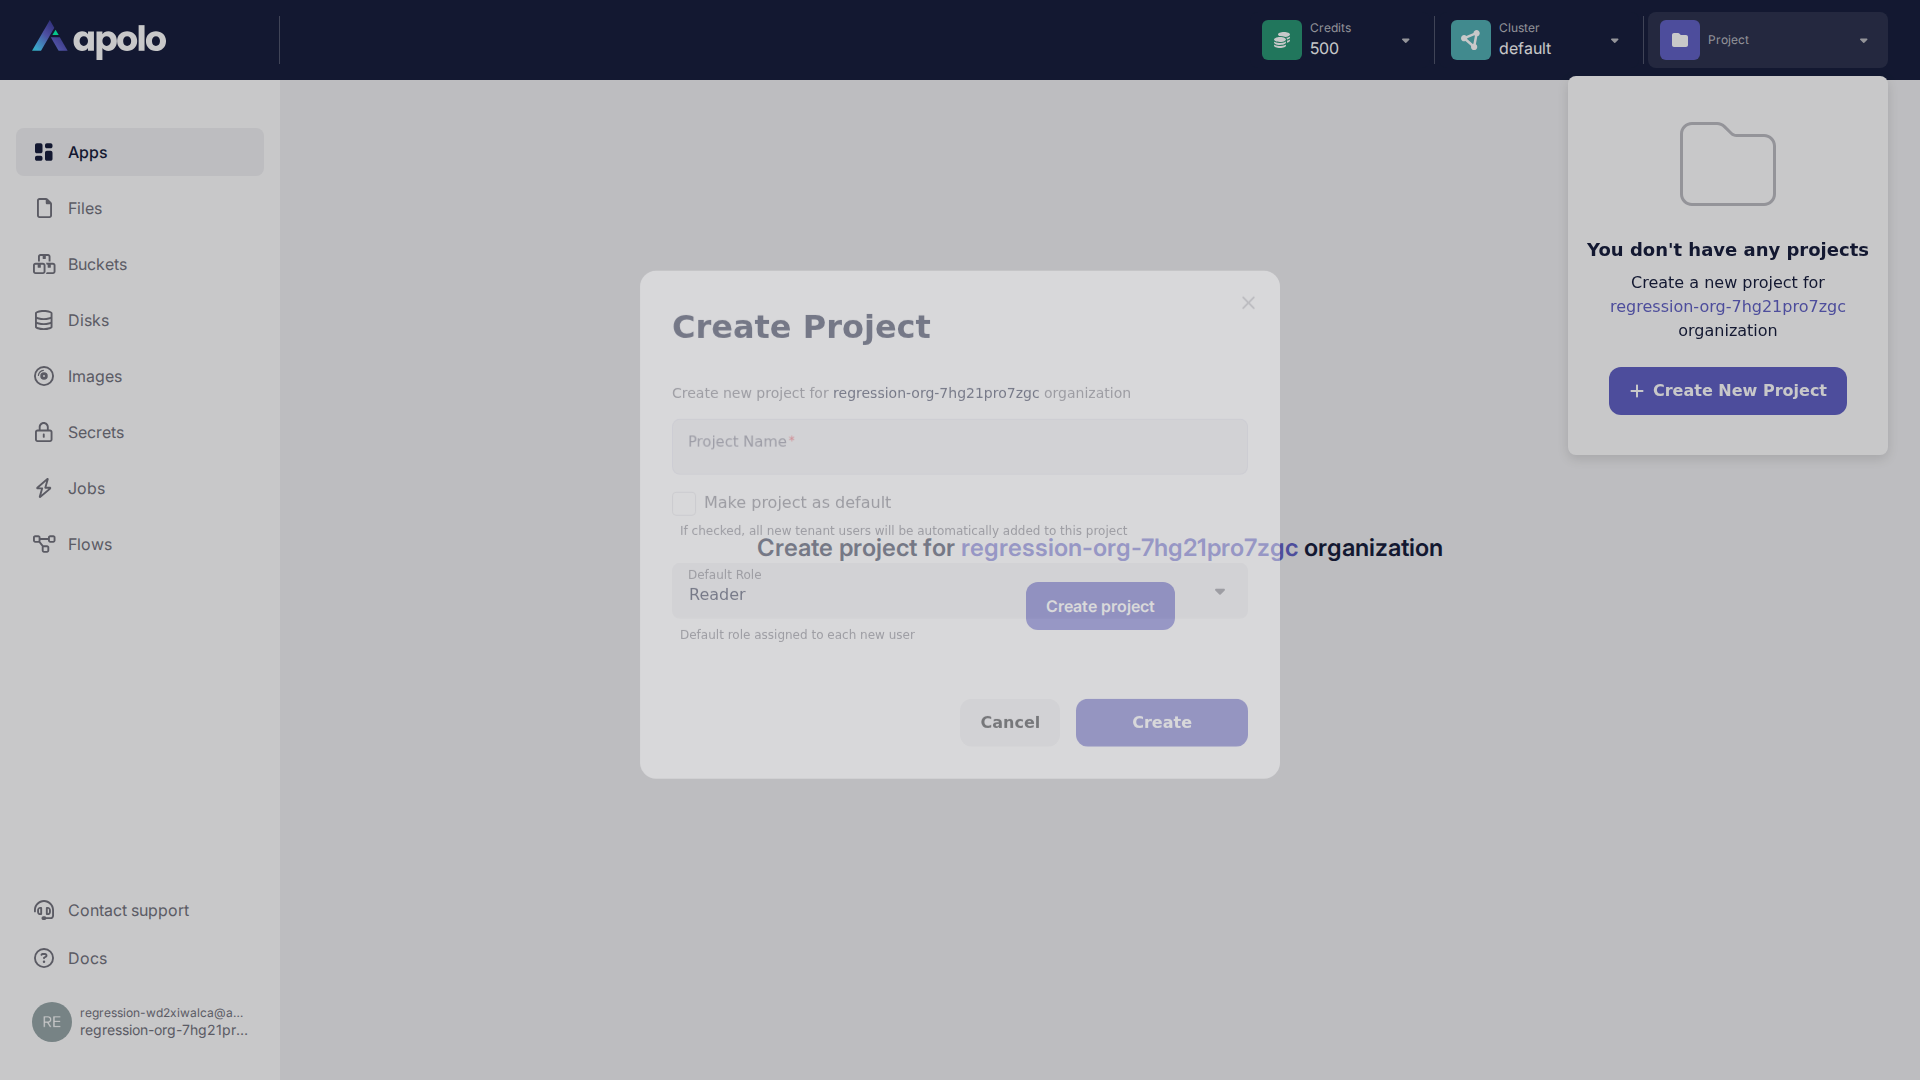 apolo
Credits
500
Cluster
default
Project
Apps
Files
Buckets
Disks
Images
Secrets
Jobs
Flows
Contact support
Docs
RE
regression-wd2xiwalca@a...
regression-org-7hg21pr...
You don't have any projects
Create a new project for
regression-org-7hg21pro7zgc
organization
Create New Project
Create Project
Create new project for regression-org-7hg21pro7zgc organization
Project Name*
Make project as default
If checked, all new tenant users will be automatically added to this project
Create project for regression-org-7hg21pro7zgc organization
Default Role
Reader
Create project
Default role assigned to each new user
Cancel
Create